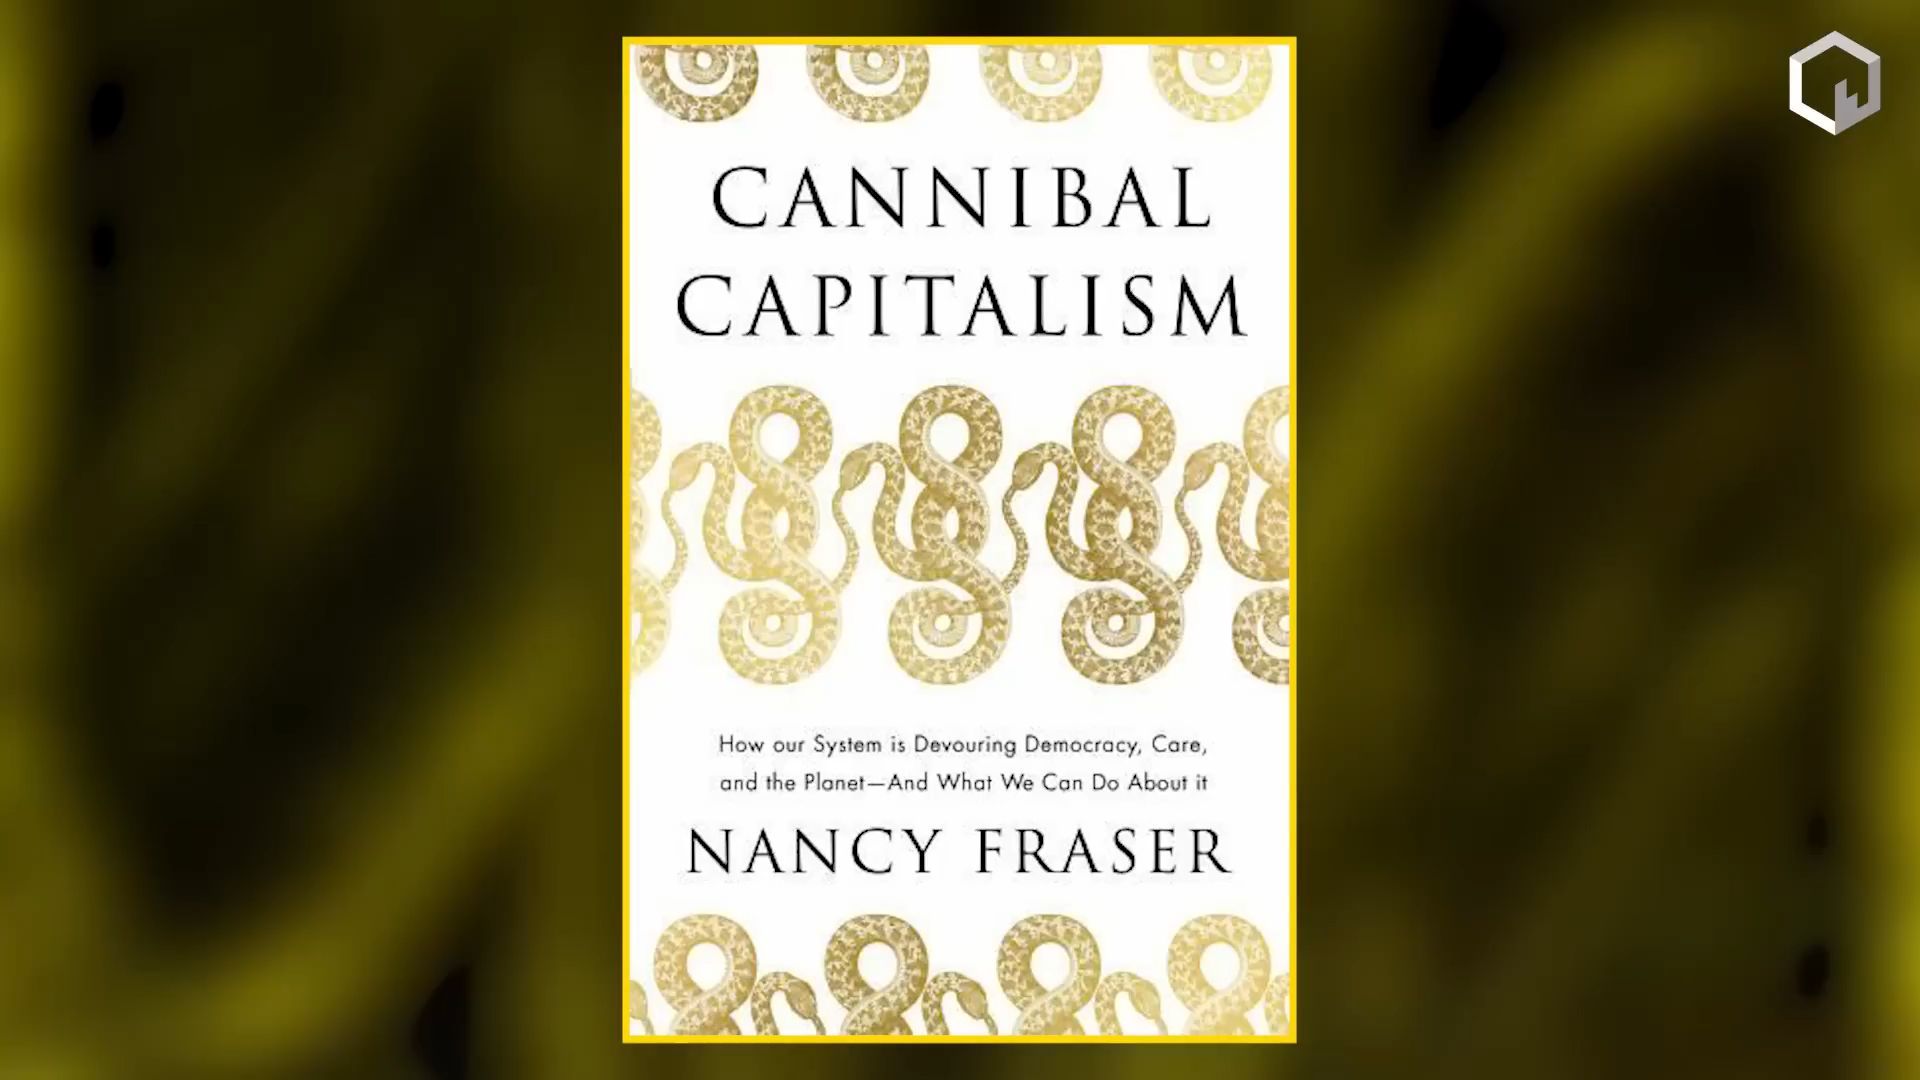 CANNIBAL
CAPITALISM
How our System is Devouring Democracy, Care,
and the Planet—And What We Can Do About it
NANCY FRASER